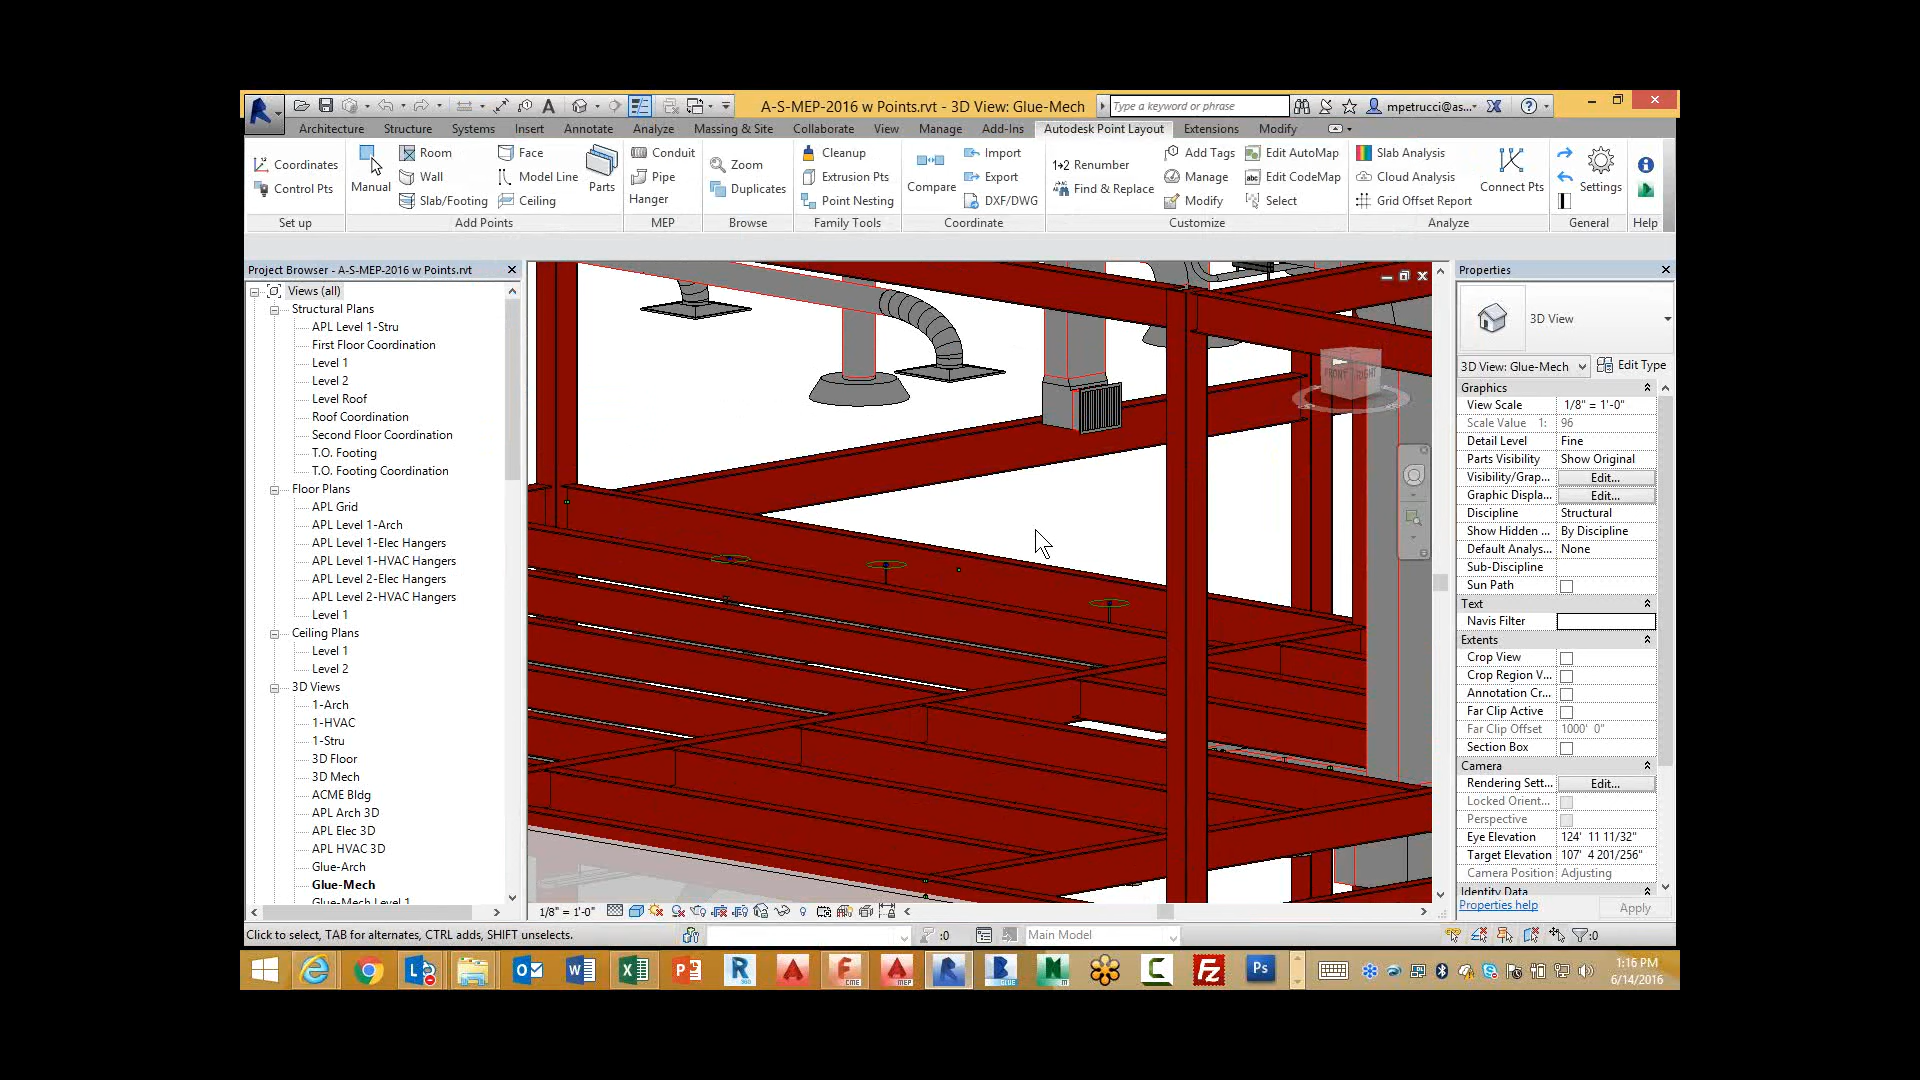 A-S-MEP-2016 w Points.rvt - 3D View: Glue-Mech
Type a keyword or phrase
mpetrucci@as...
Architecture Structure Systems Insert Annotate Analyze Massing & Site Collaborate View Manage Add-Ins Autodesk Point Layout Extensions Modify
Coordinates
Control Pts
Set up
Manual
Room
Wall
Slab/Footing
Face
Model Line
Ceiling
Parts
Add Points
Conduit
Pipe
Hanger
MEP
Zoom
Duplicates
Browse
Cleanup
Extrusion Pts
Point Nesting
Family Tools
Compare
Import
Export
DXF/DWG
Coordinate
1+2 Renumber
Find & Replace
Add Tags
Manage
Modify
Edit AutoMap
Edit CodeMap
Select
Customize
Slab Analysis
Cloud Analysis
Grid Offset Report
Connect Pts
Analyze
Settings
General
Help
Project Browser - A-S-MEP-2016 w Points.rvt
Views (all)
Structural Plans
APL Level 1-Stru
First Floor Coordination
Level 1
Level 2
Level Roof
Roof Coordination
Second Floor Coordination
T.O. Footing
T.O. Footing Coordination
Floor Plans
APL Grid
APL Level 1-Arch
APL Level 1-Elec Hangers
APL Level 1-HVAC Hangers
APL Level 2-Elec Hangers
APL Level 2-HVAC Hangers
Level 1
Ceiling Plans
Level 1
Level 2
3D Views
1-Arch
1-HVAC
1-Stru
3D Floor
3D Mech
ACME Bldg
APL Arch 3D
APL Elec 3D
APL HVAC 3D
Glue-Arch
Glue-Mech
Glue-Mech Level 1
FRONT RIGHT
Properties
3D View
3D View: Glue-Mech
Edit Type
Graphics
View Scale 1/8" = 1'-0"
Scale Value 1: 96
Detail Level Fine
Parts Visibility Show Original
Visibility/Grap... Edit...
Graphic Displa... Edit...
Discipline Structural
Show Hidden ... By Discipline
Default Analys... None
Sub-Discipline
Sun Path
Text
Navis Filter
Extents
Crop View
Crop Region V...
Annotation Cr...
Far Clip Active
Far Clip Offset 1000' 0"
Section Box
Camera
Rendering Sett... Edit...
Locked Orient...
Perspective
Eye Elevation 124' 11 11/32"
Target Elevation 107' 4 201/256"
Camera Position Adjusting
Identity Data
Properties help
Apply
1/8" = 1'-0"
Click to select, TAB for alternates, CTRL adds, SHIFT unselects.
:0
Main Model
:0
1:16 PM
6/14/2016